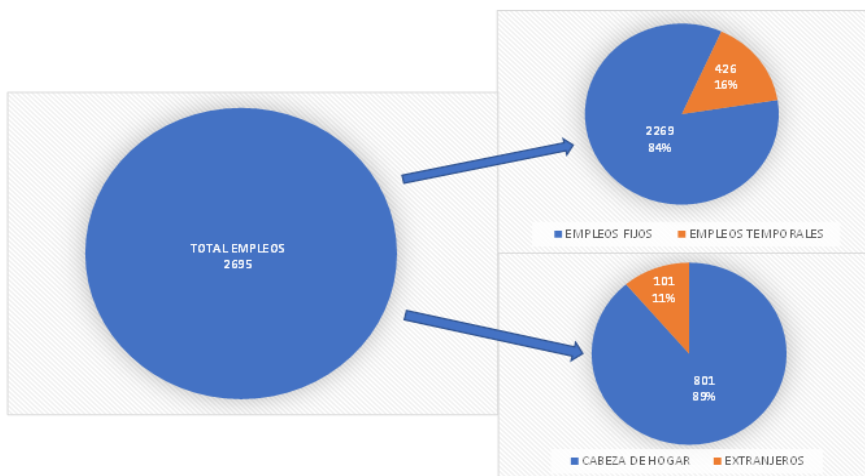 TOTAL EMPLEOS
2695
426
16%
2269
84%
EMPLEOS FIJOS
EMPLEOS TEMPORALES
101
11%
801
89%
CABEZA DE HOGAR
EXTRANJEROS